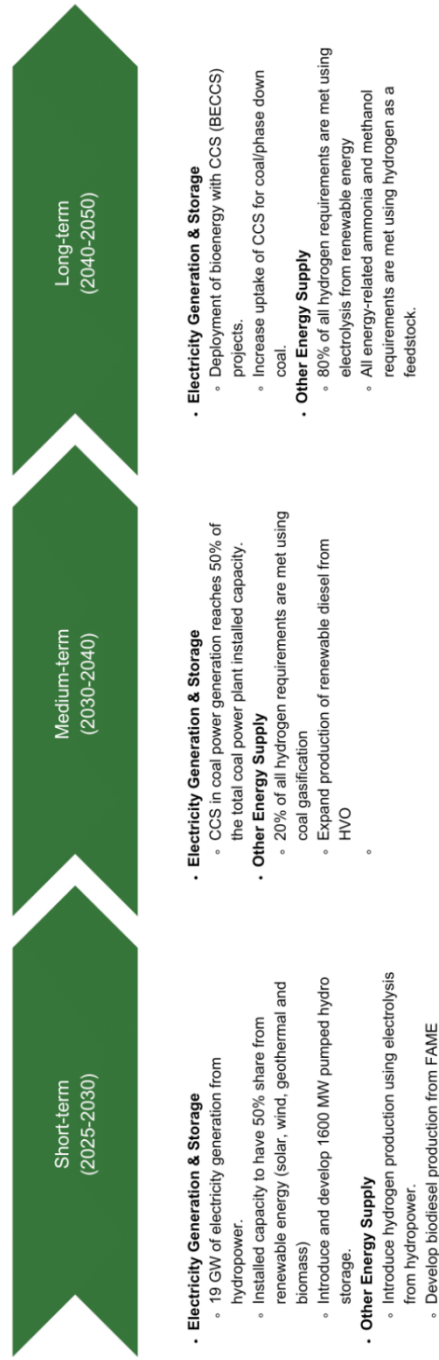 Short-term
(2025-2030)
• Electricity Generation & Storage
◦ 19 GW of electricity generation from
hydropower.
◦ Installed capacity to have 50% share from
renewable energy (solar, wind, geothermal and
biomass)
◦ Introduce and develop 1600 MW pumped hydro
storage.
• Other Energy Supply
◦ Introduce hydrogen production using electrolysis
from hydropower.
◦ Develop biodiesel production from FAME
Medium-term
(2030-2040)
• Electricity Generation & Storage
◦ CCS in coal power generation reaches 50% of
the total coal power plant installed capacity.
• Other Energy Supply
◦ 20% of all hydrogen requirements are met using
coal gasification
◦ Expand production of renewable diesel from
HVO
◦
Long-term
(2040-2050)
• Electricity Generation & Storage
◦ Deployment of bioenergy with CCS (BECCS)
projects.
◦ Increase uptake of CCS for coal/phase down
coal.
• Other Energy Supply
◦ 80% of all hydrogen requirements are met using
electrolysis from renewable energy
◦ All energy-related ammonia and methanol
requirements are met using hydrogen as a
feedstock.